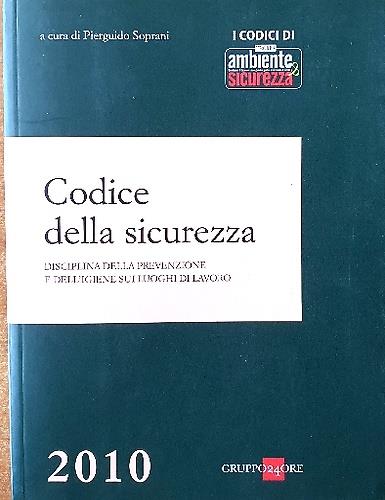 a cura di Pierguido Soprani
I CODICI DI
ambiente
sicurezza
Codice
della sicurezza
DISCIPLINA DELLA PREVENZIONE
E DELL'IGIENE SUI LUOGHI DI LAVORO
2010
GRUPPO24ORE